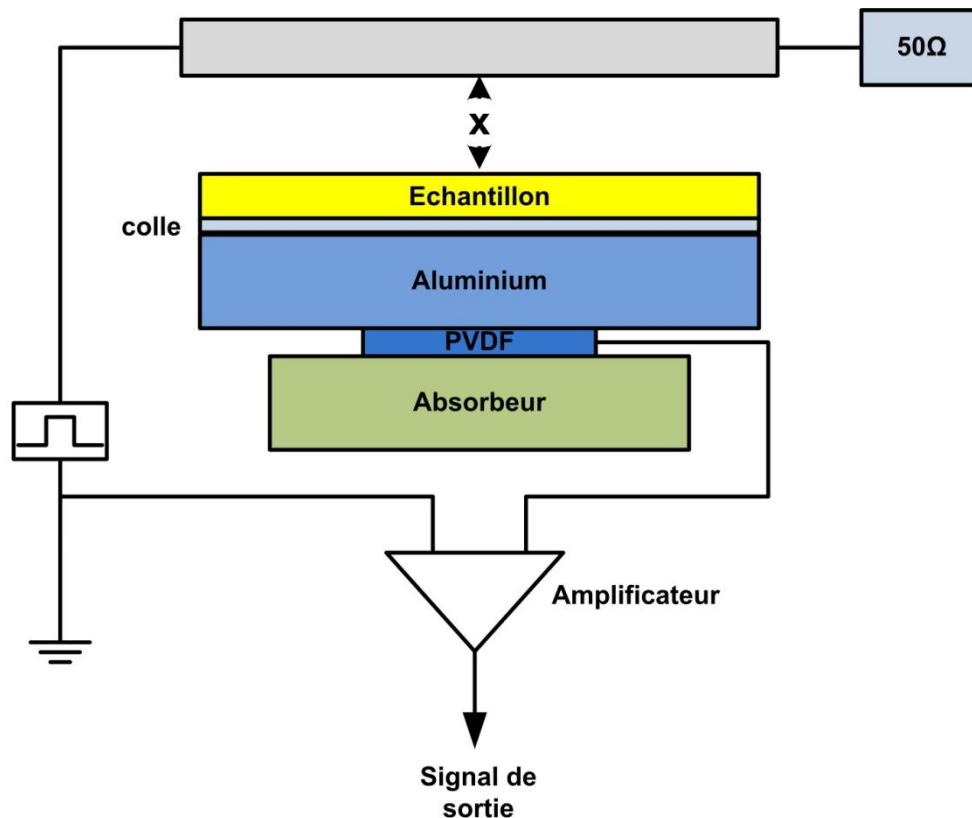 50Ω
x
Echantillon
colle
Aluminium
PVDF
Absorbeur
Amplificateur
Signal de
sortie